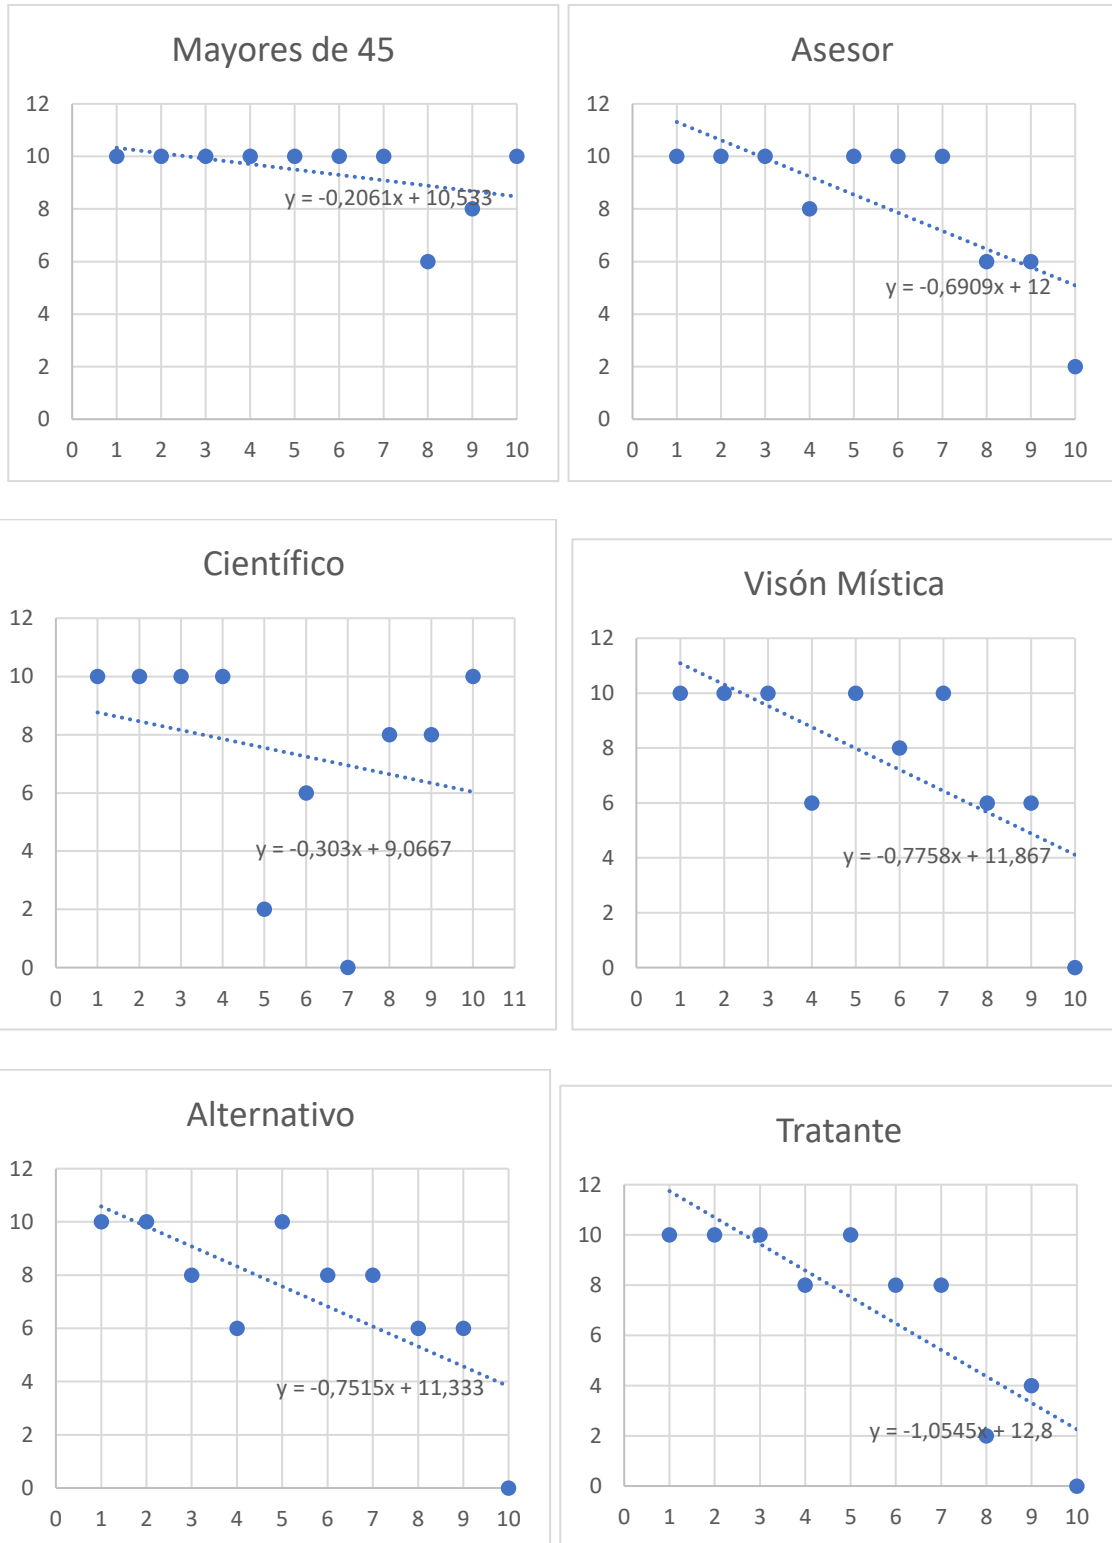 Mayores de 45
12
10
8
6
4
2
0
0 1 2 3 4 5 6 7 8 9 10
y = -0,2061x + 10,533
Asesor
12
10
8
6
4
2
0
0 1 2 3 4 5 6 7 8 9 10
y = -0,6909x + 12
Científico
12
10
8
6
4
2
0
0 1 2 3 4 5 6 7 8 9 10 11
y = -0,303x + 9,0667
Visón Mística
12
10
8
6
4
2
0
0 1 2 3 4 5 6 7 8 9 10
y = -0,7758x + 11,867
Alternativo
12
10
8
6
4
2
0
0 1 2 3 4 5 6 7 8 9 10
y = -0,7515x + 11,333
Tratante
12
10
8
6
4
2
0
0 1 2 3 4 5 6 7 8 9 10
y = -1,0545x + 12,8